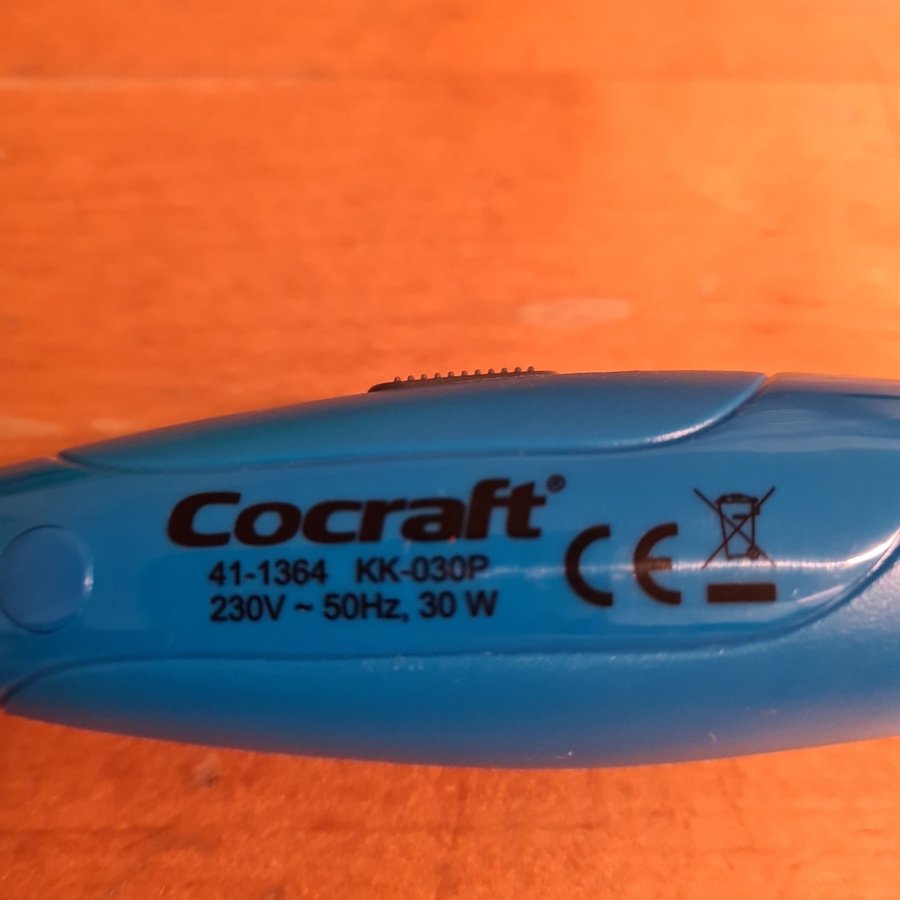 Cocraft®
41-1364 KK-030P
230V ~ 50Hz, 30 W
CE